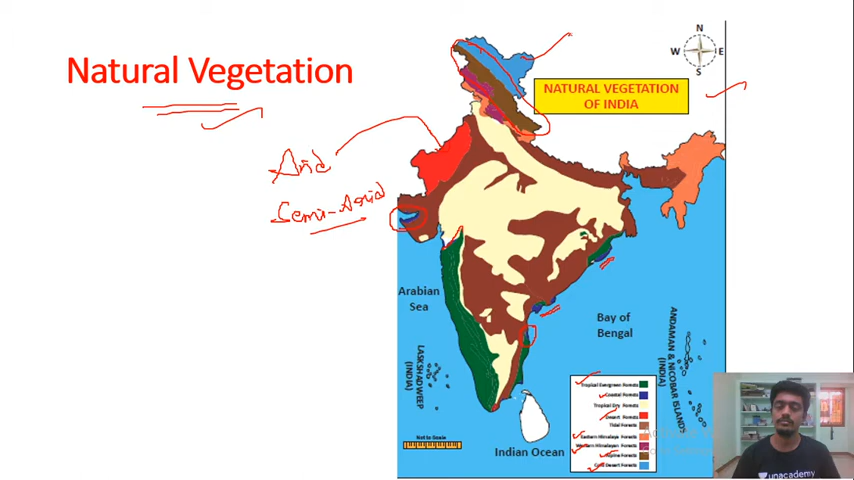 Natural Vegetation
N
W E
S
NATURAL VEGETATION
OF INDIA
Arid
Semi-Arid
Arabian
Sea
Bay of
Bengal
LAKSHADWEEP
(INDIA)
ANDAMAN & NICOBAR ISLANDS
(INDIA)
Not to Scale
Indian Ocean
Tropical Evergreen Forests
Coastal Forests
Tropical Dry Forests
Desert Forests
Tidal Forests
Eastern Himalaya Forests
Western Himalayan Forests
Alpine Forests
Cold Desert Forests
unacademy